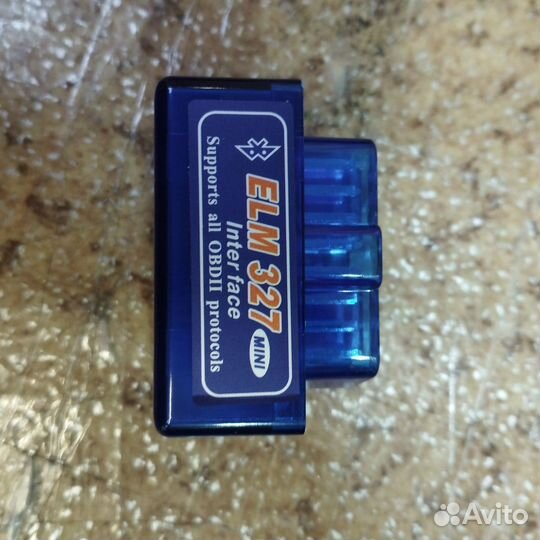 ELM 327 MINI
Inter face
Supports all OBDII protocols
Avito